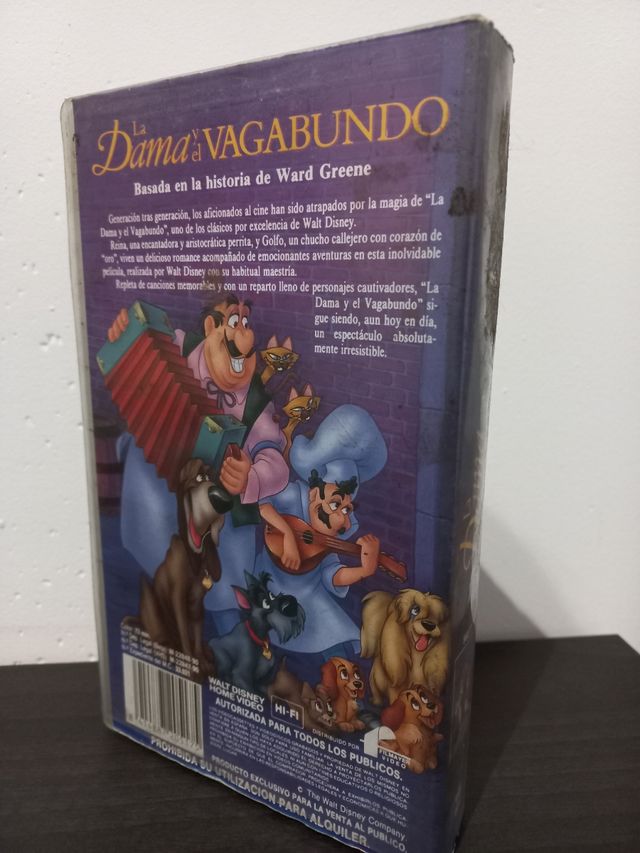 La
Dama y el VAGABUNDO
Basada en la historia de Ward Greene
Generación tras generación, los aficionados al cine han sido atrapados por la magia de “La
Dama y el Vagabundo”, uno de los clásicos por excelencia de Walt Disney.
Reina, una encantadora y aristocrática perrita, y Golfo, un chucho callejero con corazón de
“oro”, viven un delicioso romance acompañado de emocionantes aventuras en esta inolvidable
película, realizada por Walt Disney con su habitual maestría.
Repleta de canciones memorables y con un reparto lleno de personajes cautivadores, “La
Dama y el Vagabundo” si-
gue siendo, aun hoy en día,
un espectáculo absoluta-
mente irresistible.
WALT DISNEY
HOME VIDEO
HI-FI
DISTRIBUIDO POR
FILMAYER
VIDEO
AUTORIZADA PARA TODOS LOS PUBLICOS.
© The Walt Disney Company
PRODUCTO EXCLUSIVO PARA LA VENTA AL PUBLICO.
PROHIBIDA SU UTILIZACION PARA ALQUILER.